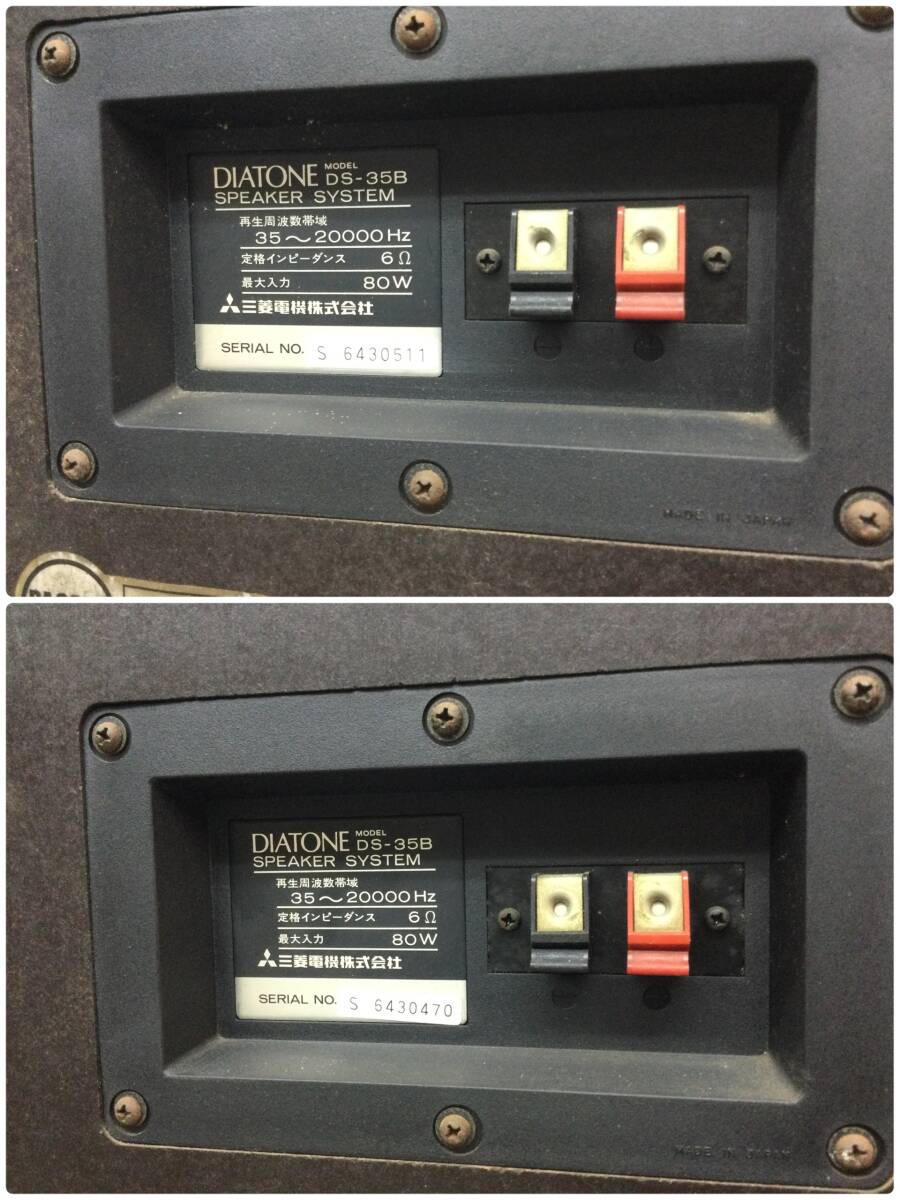 DIATONE MODEL DS-35B
SPEAKER SYSTEM
再生周波数帯域
35～20000Hz
定格インピーダンス 6Ω
最大入力 80W
三菱電機株式会社
SERIAL NO. S 6430511
MADE IN JAPAN
DIATONE MODEL DS-35B
SPEAKER SYSTEM
再生周波数帯域
35～20000Hz
定格インピーダンス 6Ω
最大入力 80W
三菱電機株式会社
SERIAL NO. S 6430470
MADE IN JAPAN